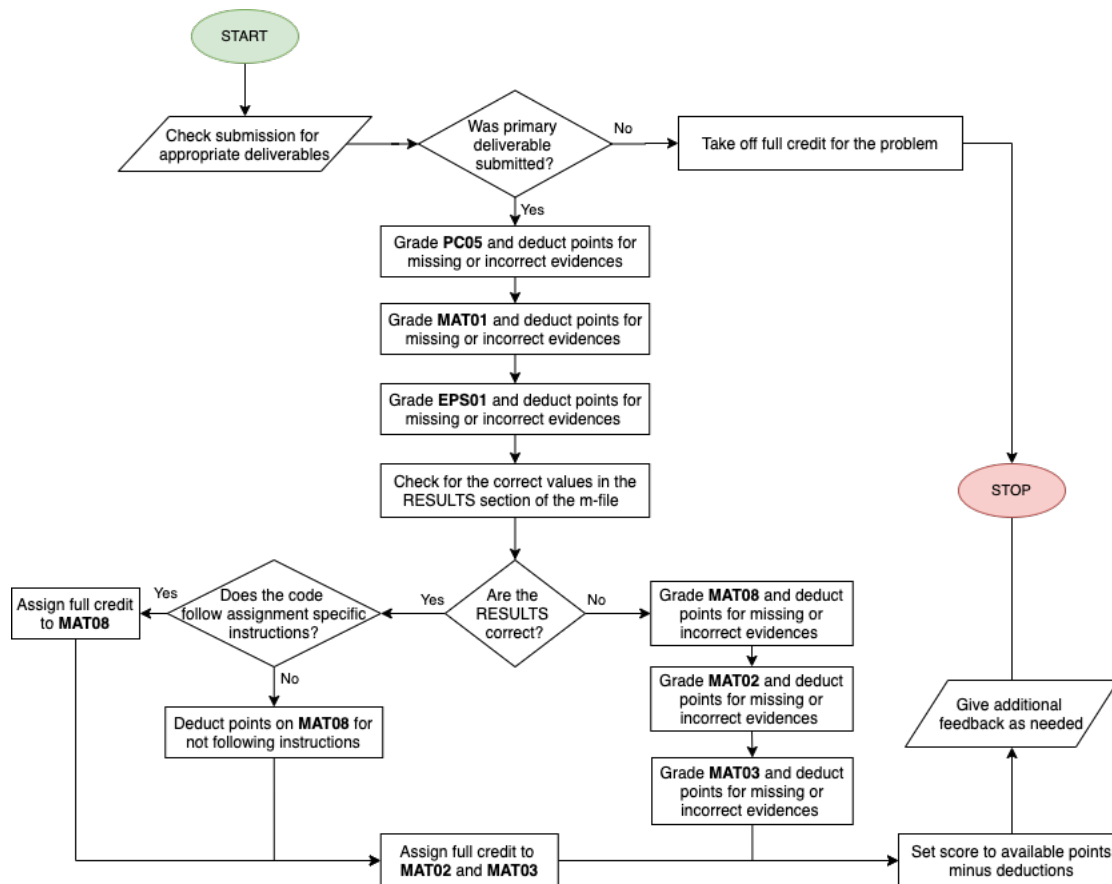 START
Check submission for
appropriate deliverables
Was primary
deliverable
submitted?
No
Take off full credit for the problem
Yes
Grade PC05 and deduct points for
missing or incorrect evidences
Grade MAT01 and deduct points for
missing or incorrect evidences
Grade EPS01 and deduct points for
missing or incorrect evidences
Check for the correct values in the
RESULTS section of the m-file
STOP
Are the
RESULTS
correct?
Yes
No
Does the code
follow assignment specific
instructions?
Yes
Assign full credit
to MAT08
No
Deduct points on MAT08 for
not following instructions
Grade MAT08 and deduct
points for missing or
incorrect evidences
Grade MAT02 and deduct
points for missing or
incorrect evidences
Grade MAT03 and deduct
points for missing or
incorrect evidences
Assign full credit to
MAT02 and MAT03
Set score to available points
minus deductions
Give additional
feedback as needed